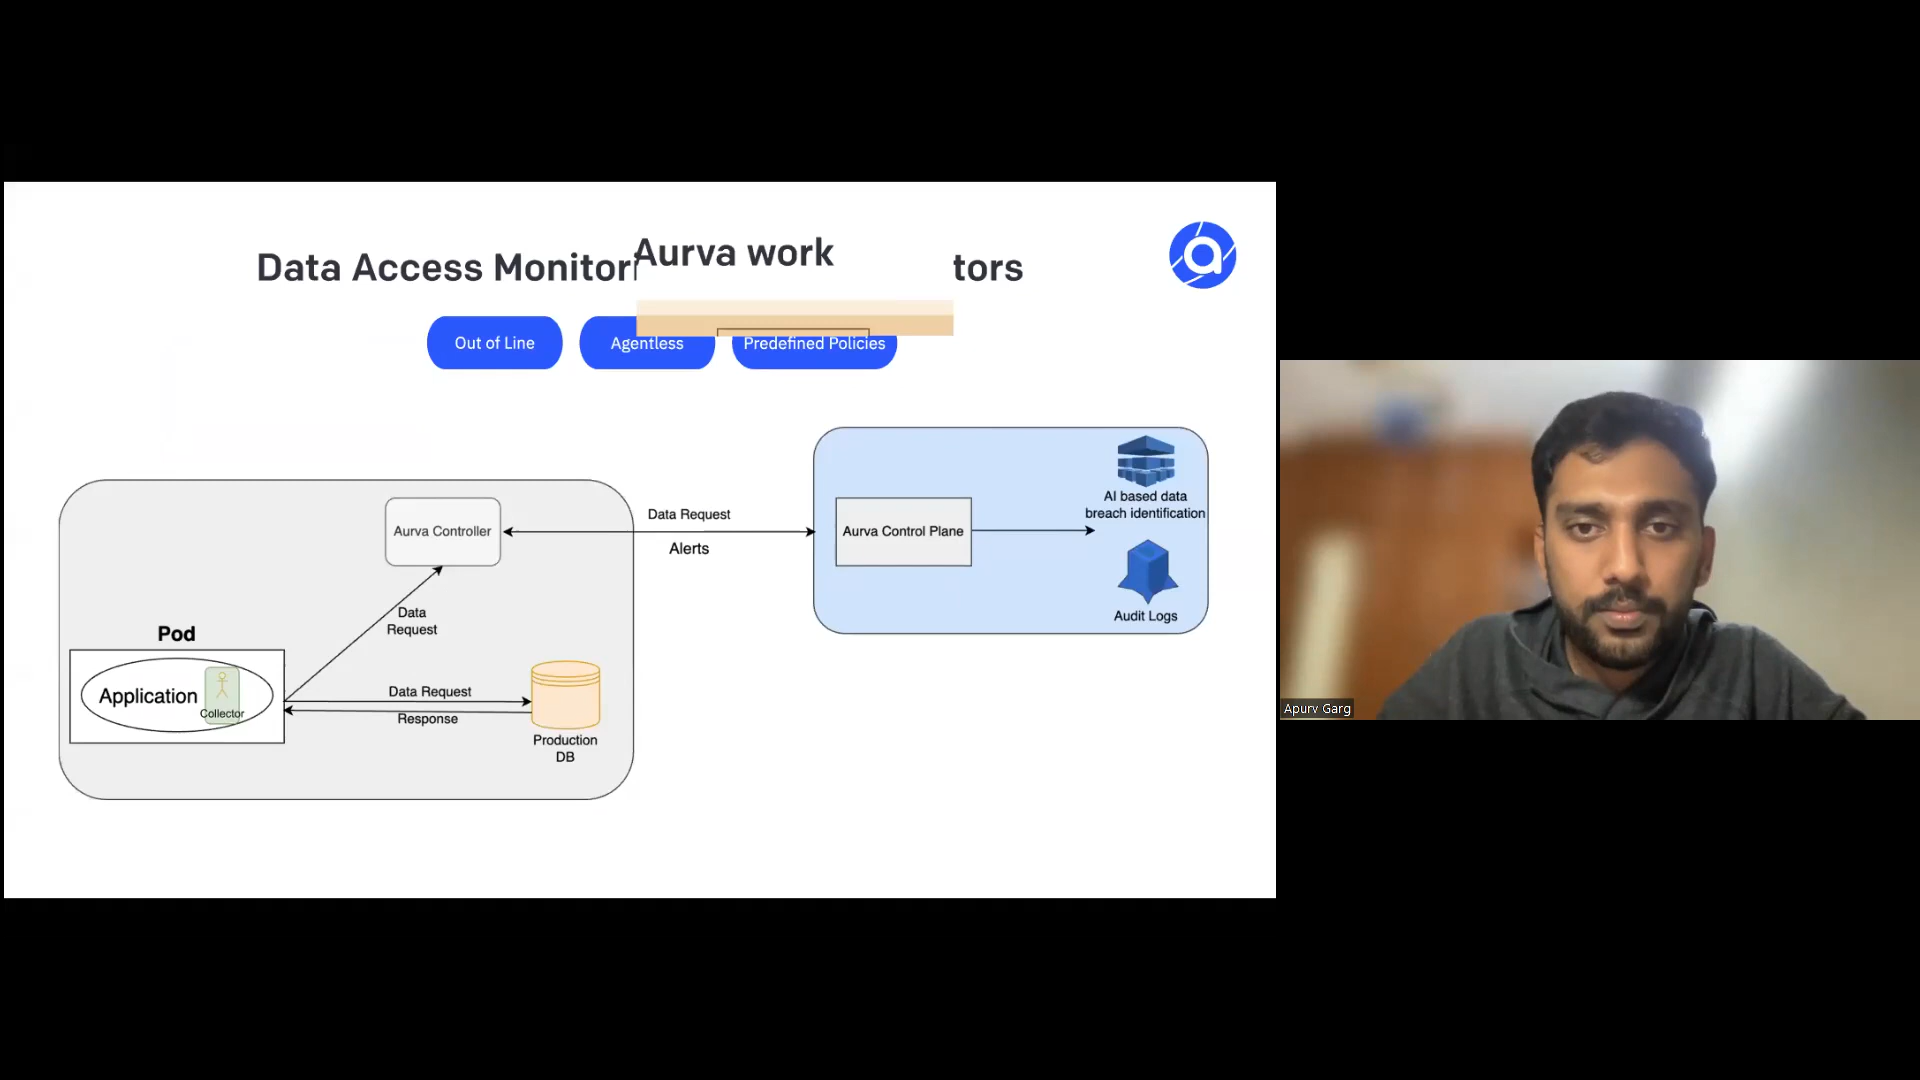 Data Access Monitori
Aurva work
tors
Out of Line
Agentless
Predefined Policies
AI based data
breach identification
Aurva Controller
Data Request
Alerts
Aurva Control Plane
Audit Logs
Data
Request
Pod
Application
Collector
Data Request
Response
Production
DB
Apurv Garg